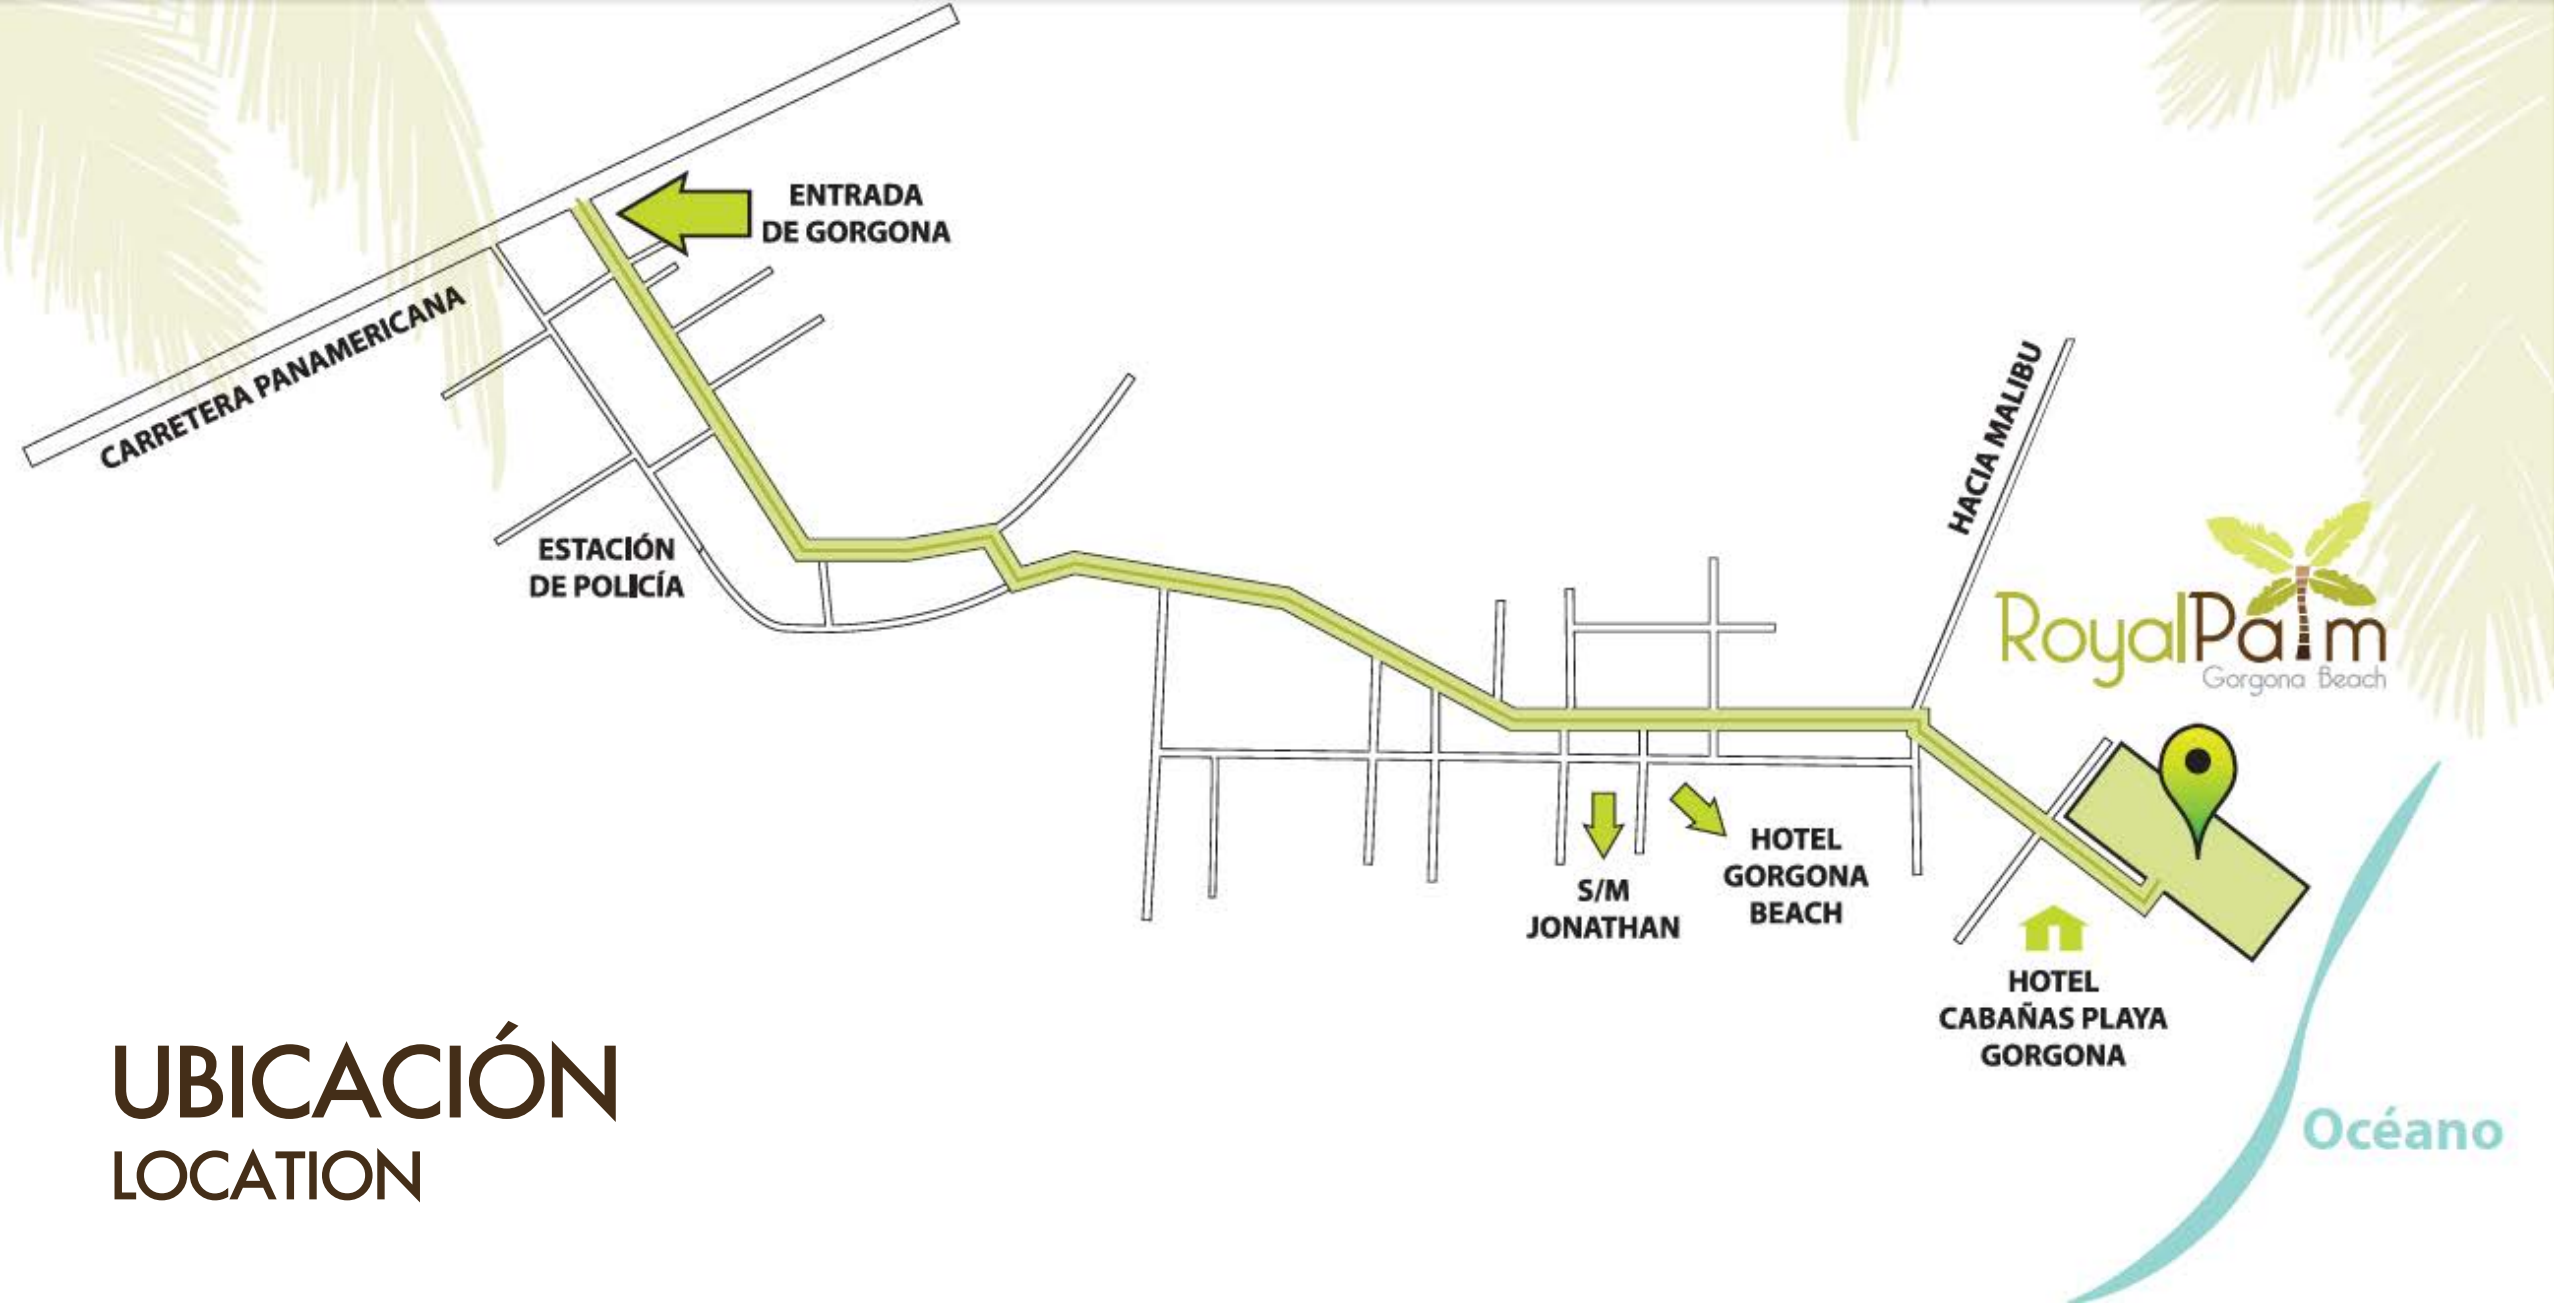 ENTRADA
DE GORGONA
CARRETERA PANAMERICANA
ESTACIÓN
DE POLICÍA
HACIA MALIBU
RoyalPalm
Gorgona Beach
S/M
JONATHAN
HOTEL
GORGONA
BEACH
HOTEL
CABAÑAS PLAYA
GORGONA
Océano
UBICACIÓN
LOCATION